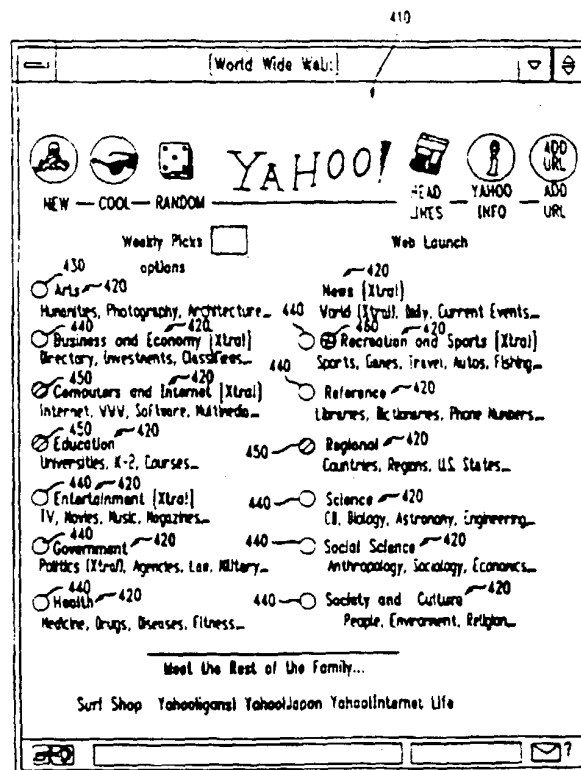 410
[World Wide Web:]
YAHOO!
ADD URL
NEW — COOL — RANDOM
HEAD LINES — YAHOO INFO — ADD URL
Weekly Picks
Web Launch
430
options
Arts 420
Humanities, Photography, Architecture...
420
News [Xtra!]
World [Xtra!], Daily, Current Events...
440 420
Business and Economy [Xtra!]
Directory, Investments, Classifieds...
440 460 420
Recreation and Sports [Xtra!]
Sports, Games, Travel, Autos, Fishing...
450 420
Computers and Internet [Xtra!]
Internet, WWW, Software, Multimedia...
440
Reference 420
Libraries, Dictionaries, Phone Numbers...
450
Education 420
Universities, K-2, Courses...
450 Regional 420
Countries, Regions, U.S. States...
440 420
Entertainment [Xtra!]
TV, Movies, Music, Magazines...
440 Science 420
CS, Biology, Astronomy, Engineering...
440
Government 420
Politics [Xtra!], Agencies, Law, Military...
440 Social Science 420
Anthropology, Sociology, Economics...
440
Health 420
Medicine, Drugs, Diseases, Fitness...
440 Society and Culture 420
People, Environment, Religion...
Meet the Rest of the Family...
Surf Shop Yahooligans! Yahoo!Japan Yahoo!Internet Life
?